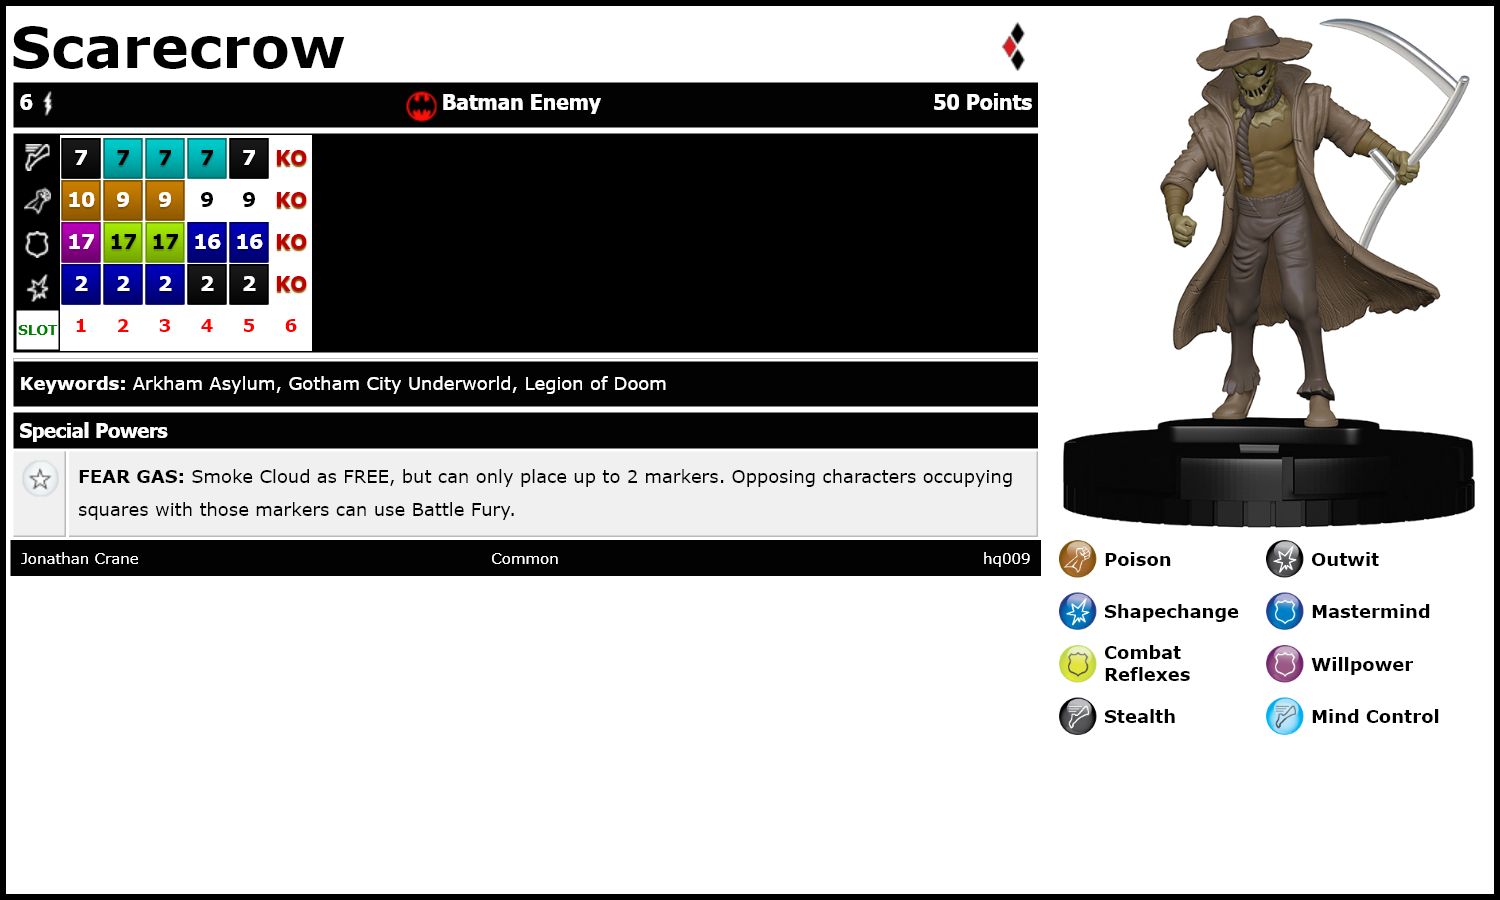 Scarecrow
6 Batman Enemy 50 Points
7 7 7 7 7 KO
10 9 9 9 9 KO
17 17 17 16 16 KO
2 2 2 2 2 KO
SLOT 1 2 3 4 5 6
Keywords: Arkham Asylum, Gotham City Underworld, Legion of Doom
Special Powers
FEAR GAS: Smoke Cloud as FREE, but can only place up to 2 markers. Opposing characters occupying
squares with those markers can use Battle Fury.
Jonathan Crane Common hq009
Poison Outwit
Shapechange Mastermind
Combat
Reflexes
Willpower
Stealth Mind Control